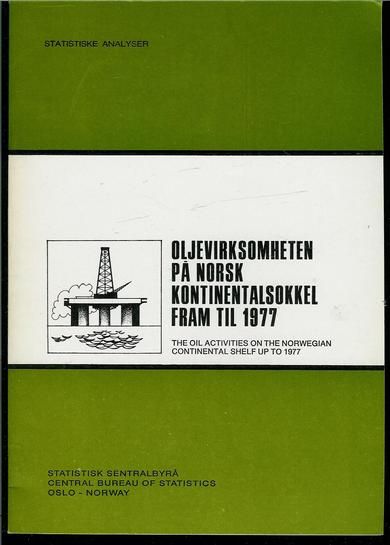 STATISTISKE ANALYSER
OLJEVIRKSOMHETEN
PÅ NORSK
KONTINENTALSOKKEL
FRAM TIL 1977
THE OIL ACTIVITIES ON THE NORWEGIAN
CONTINENTAL SHELF UP TO 1977
STATISTISK SENTRALBYRÅ
CENTRAL BUREAU OF STATISTICS
OSLO - NORWAY